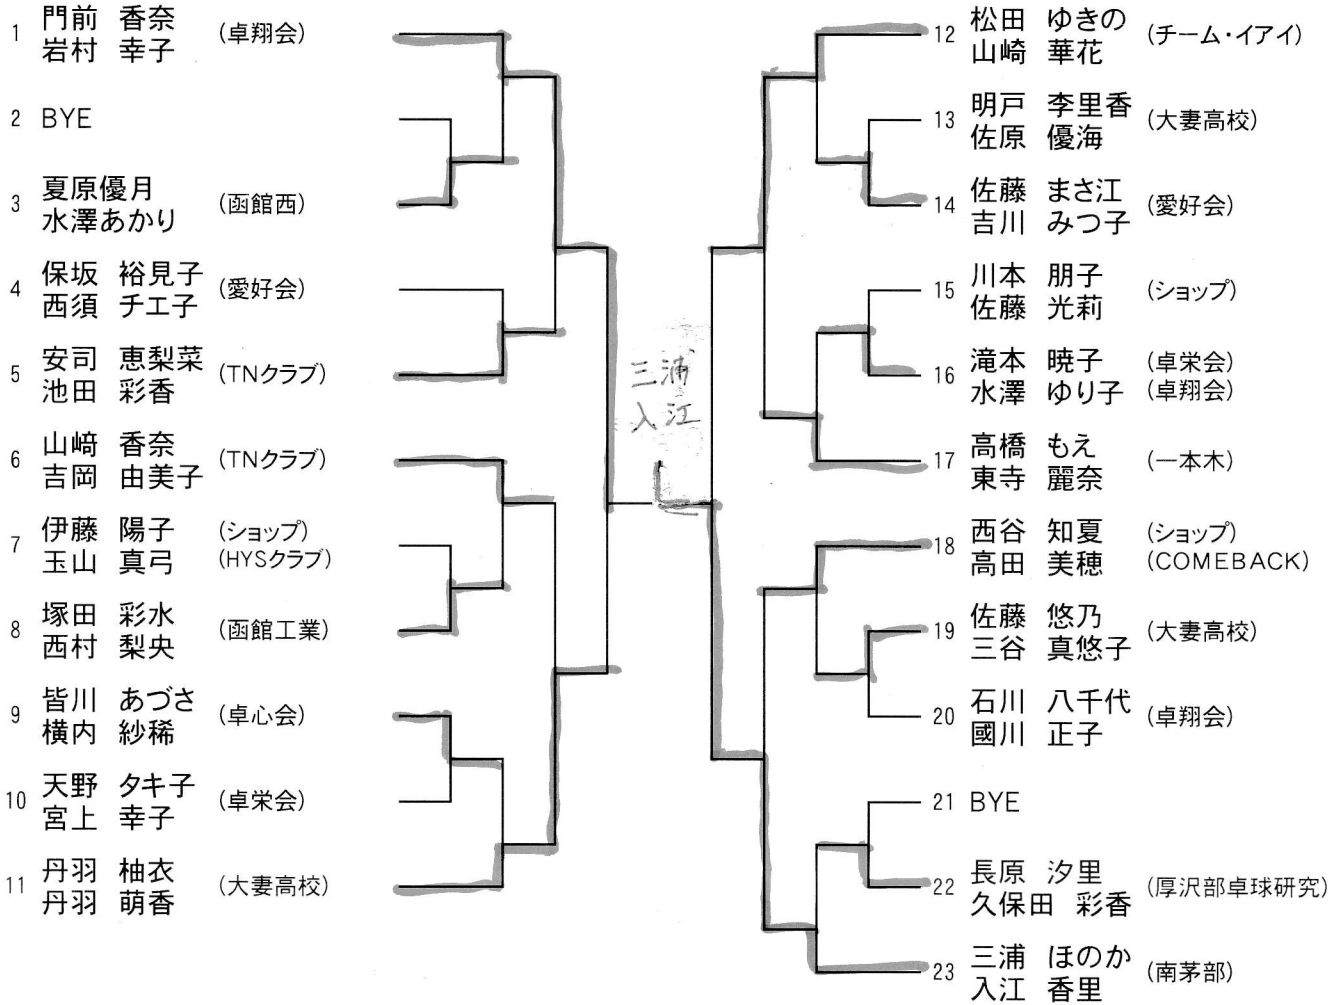 1 門前 香奈 (卓翔会)
岩村 幸子
2 BYE
3 夏原優月 (函館西)
水澤あかり
4 保坂 裕見子 (愛好会)
西須 チエ子
5 安司 恵梨菜 (TNクラブ)
池田 彩香
6 山﨑 香奈 (TNクラブ)
吉岡 由美子
7 伊藤 陽子 (ショップ)
玉山 真弓 (HYSクラブ)
8 塚田 彩水 (函館工業)
西村 梨央
9 皆川 あづさ (卓心会)
横内 紗稀
10 天野 タキ子 (卓栄会)
宮上 幸子
11 丹羽 柚衣 (大妻高校)
丹羽 萌香
三浦
入江
12 松田 ゆきの (チーム・イアイ)
山崎 華花
13 明戸 李里香 (大妻高校)
佐原 優海
14 佐藤 まさ江 (愛好会)
吉川 みつ子
15 川本 朋子 (ショップ)
佐藤 光莉
16 滝本 暁子 (卓栄会)
水澤 ゆり子 (卓翔会)
17 高橋 もえ (一本木)
東寺 麗奈
18 西谷 知夏 (ショップ)
高田 美穂 (COMEBACK)
19 佐藤 悠乃 (大妻高校)
三谷 真悠子
20 石川 八千代 (卓翔会)
國川 正子
21 BYE
22 長原 汐里 (厚沢部卓球研究)
久保田 彩香
23 三浦 ほのか (南茅部)
入江 香里